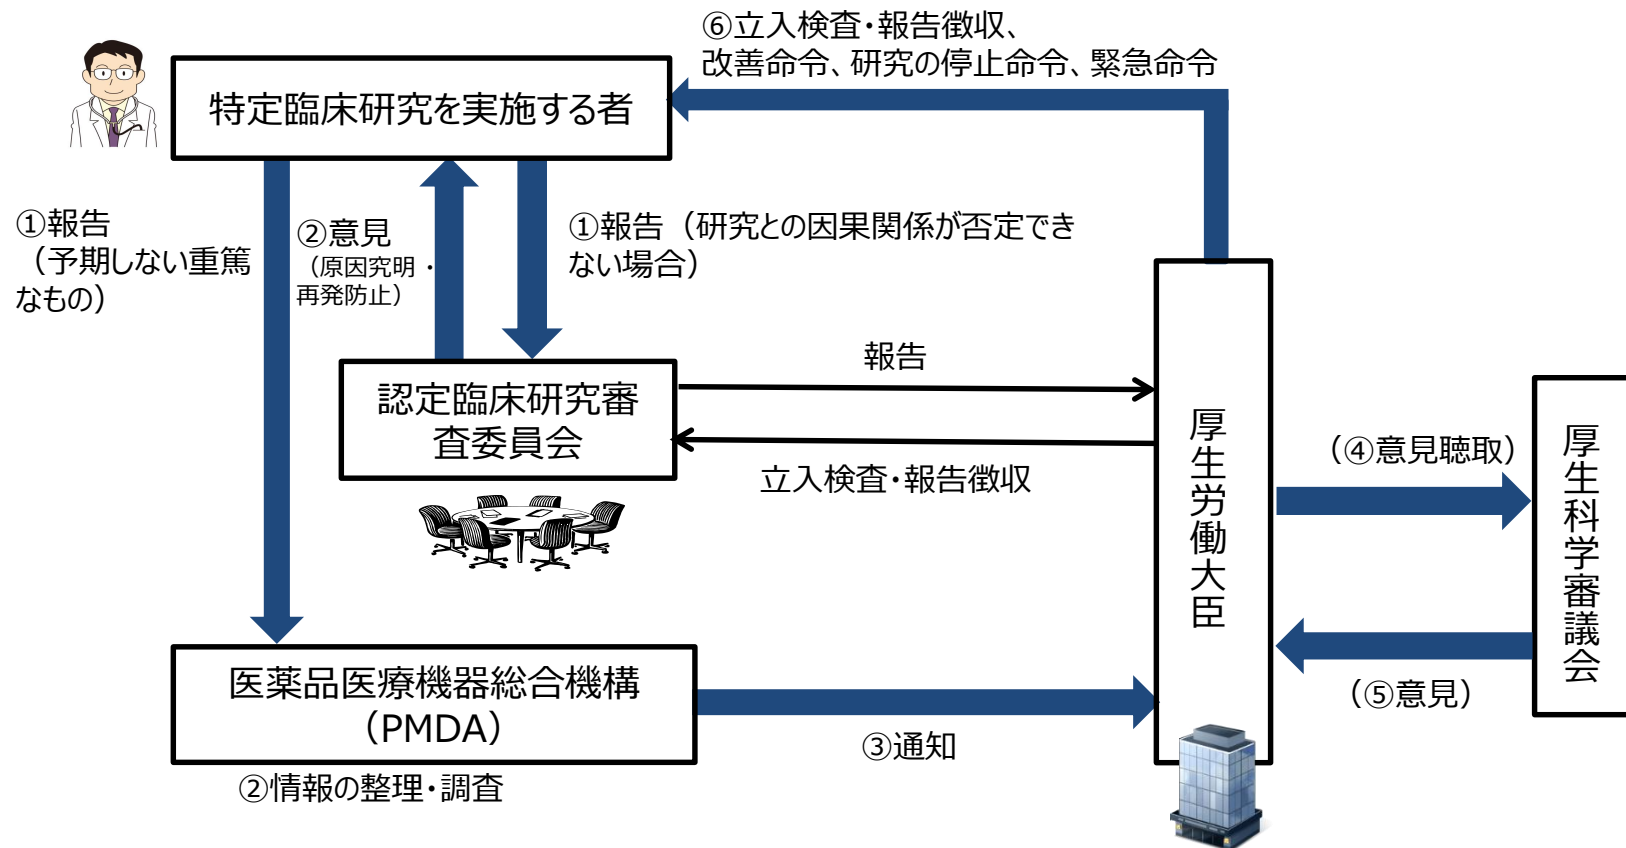 ⑥立入検査・報告徴収、
改善命令、研究の停止命令、緊急命令
特定臨床研究を実施する者
①報告
（予期しない重篤
なもの）
②意見
（原因究明・
再発防止）
①報告（研究との因果関係が否定でき
ない場合）
報告
認定臨床研究審
査委員会
立入検査・報告徴収
厚生労働大臣
（④意見聴取）
厚生科学審議会
（⑤意見）
医薬品医療機器総合機構
（PMDA）
③通知
②情報の整理・調査